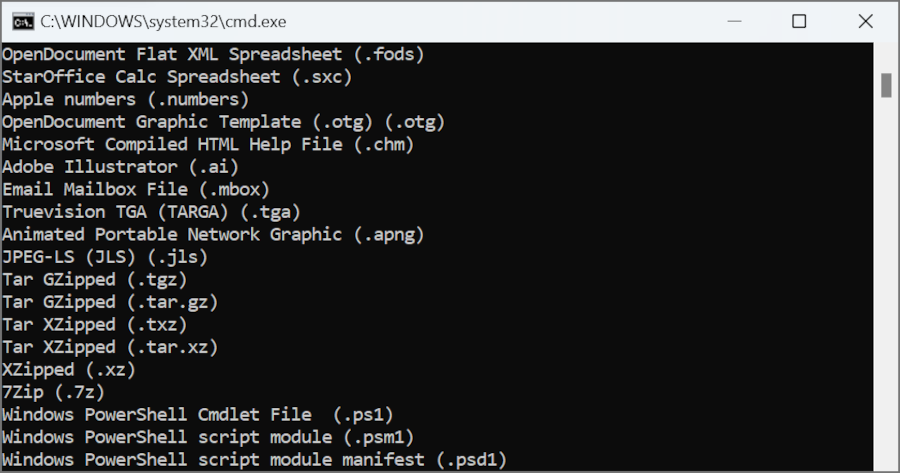 C:\WINDOWS\system32\cmd.exe
OpenDocument Flat XML Spreadsheet (.fods)
StarOffice Calc Spreadsheet (.sxc)
Apple numbers (.numbers)
OpenDocument Graphic Template (.otg) (.otg)
Microsoft Compiled HTML Help File (.chm)
Adobe Illustrator (.ai)
Email Mailbox File (.mbox)
Truevision TGA (TARGA) (.tga)
Animated Portable Network Graphic (.apng)
JPEG-LS (JLS) (.jls)
Tar GZipped (.tgz)
Tar GZipped (.tar.gz)
Tar XZipped (.txz)
Tar XZipped (.tar.xz)
XZipped (.xz)
7Zip (.7z)
Windows PowerShell Cmdlet File  (.ps1)
Windows PowerShell script module (.psm1)
Windows PowerShell script module manifest (.psd1)